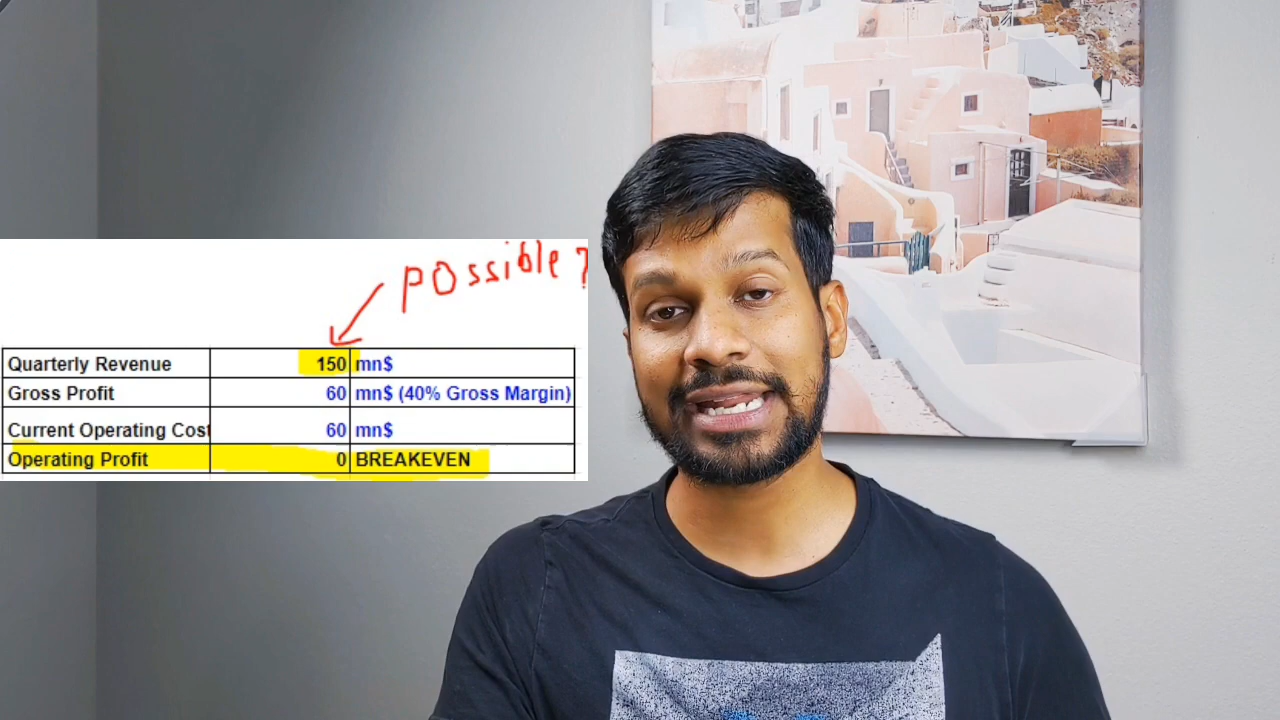 possible ?
Quarterly Revenue 150 mn$
Gross Profit 60 mn$ (40% Gross Margin)
Current Operating Cost 60 mn$
Operating Profit 0 BREAKEVEN